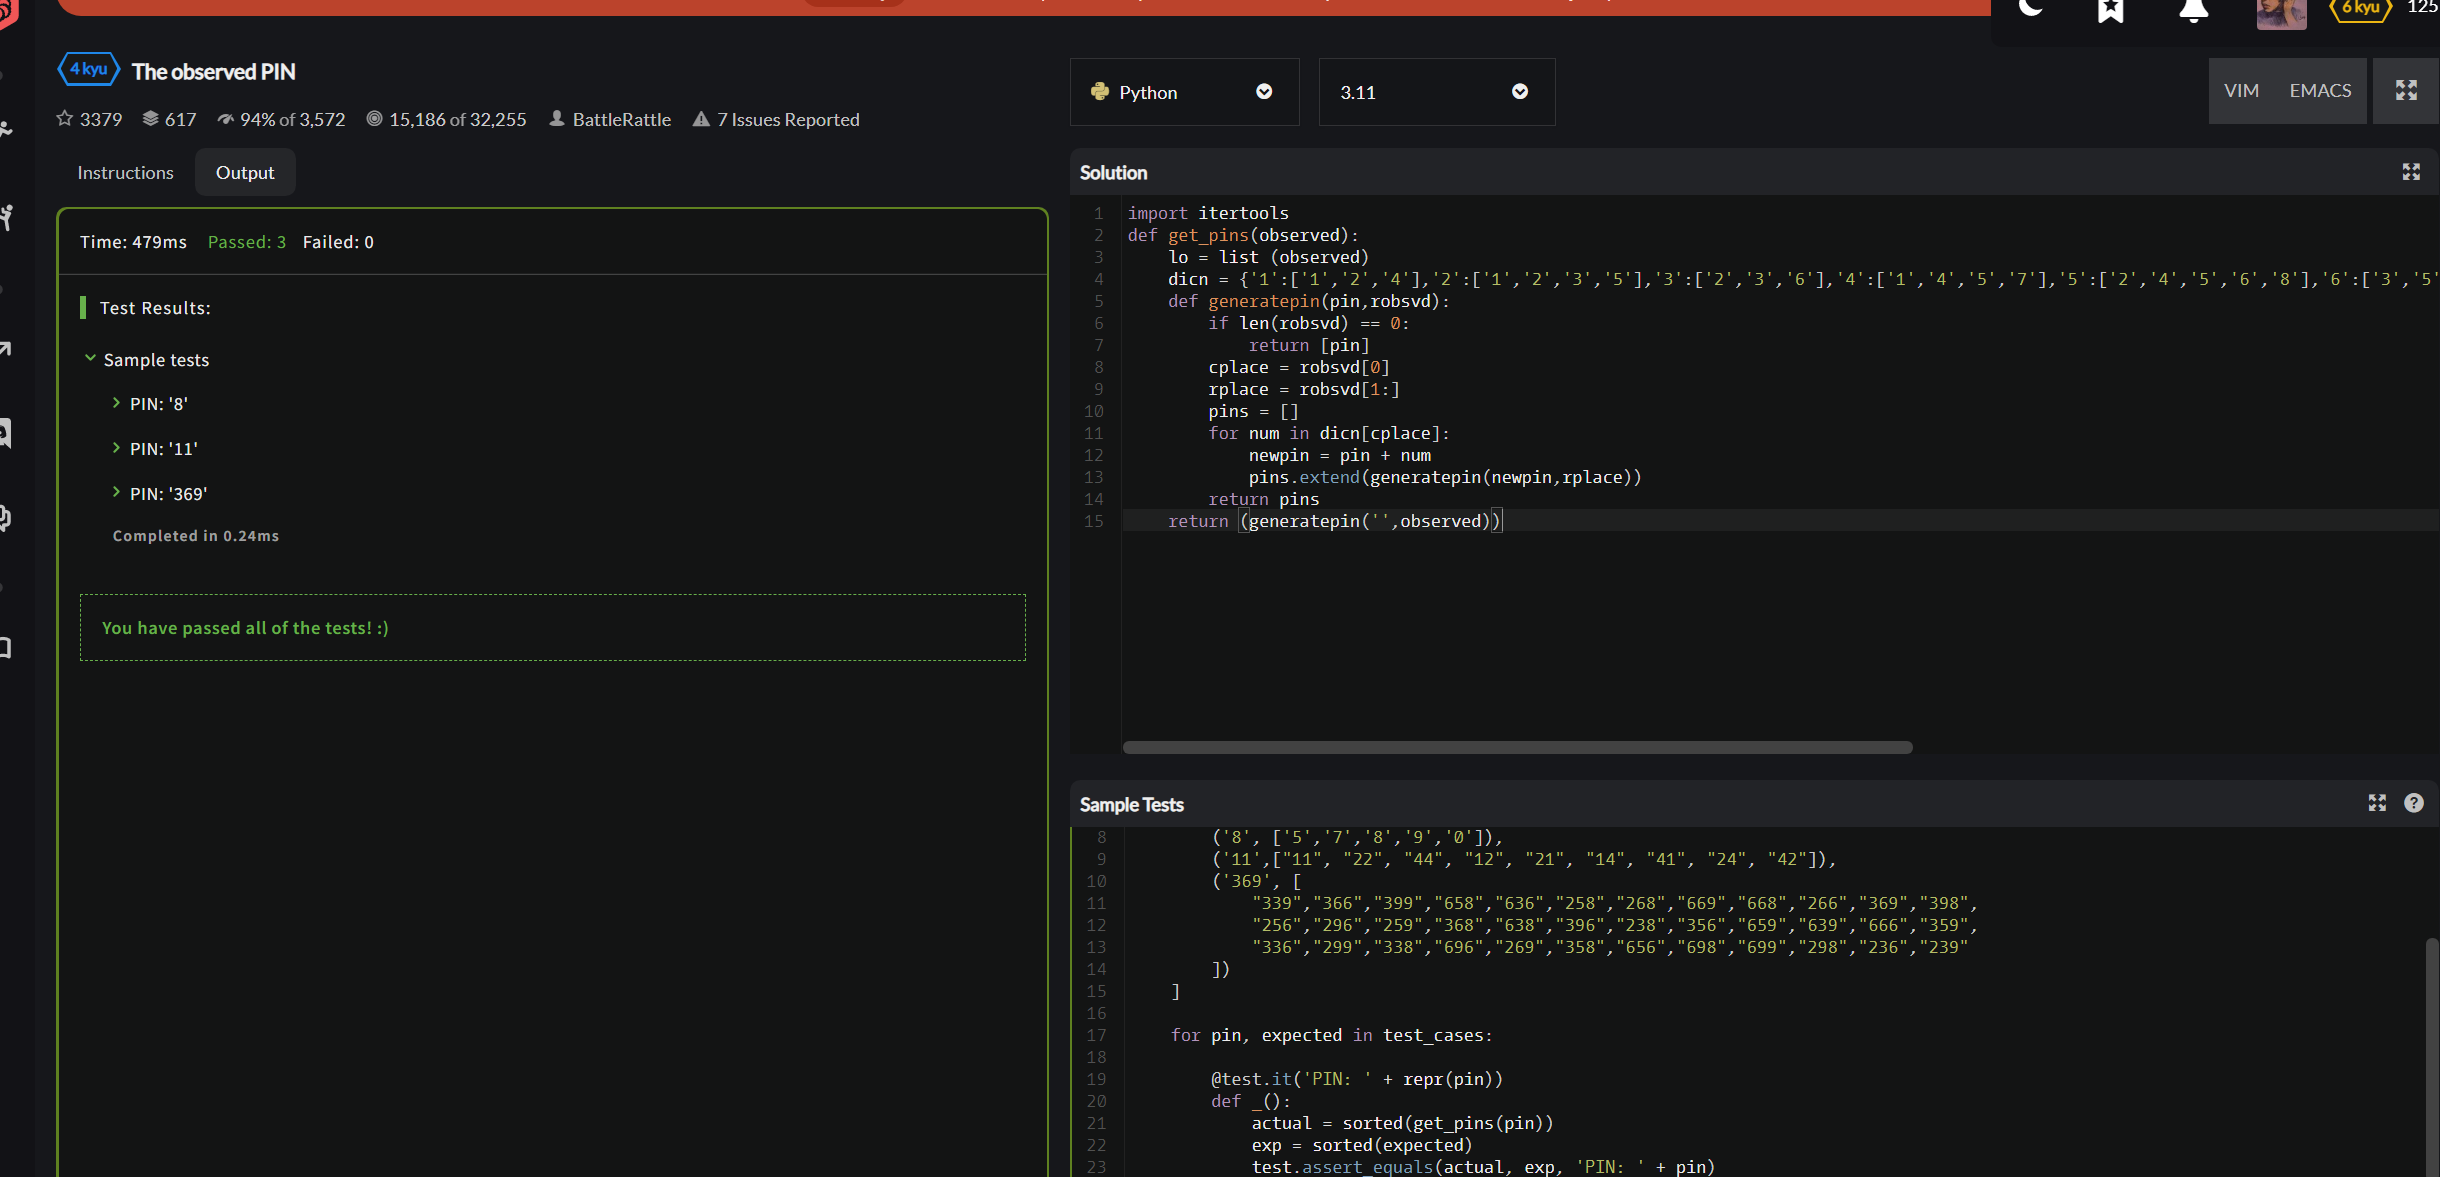 6 kyu
125
4 kyu
The observed PIN
3379
617
94% of 3,572
15,186 of 32,255
BattleRattle
7 Issues Reported
Instructions
Output
Time: 479ms
Passed: 3
Failed: 0
Test Results:
Sample tests
PIN: '8'
PIN: '11'
PIN: '369'
Completed in 0.24ms
You have passed all of the tests! :)
Python
3.11
VIM
EMACS
Solution
1 import itertools
2 def get_pins(observed):
3     lo = list (observed)
4     dicn = {'1':['1','2','4'],'2':['1','2','3','5'],'3':['2','3','6'],'4':['1','4','5','7'],'5':['2','4','5','6','8'],'6':['3','5'
5     def generatepin(pin,robsvd):
6         if len(robsvd) == 0:
7             return [pin]
8         cplace = robsvd[0]
9         rplace = robsvd[1:]
10         pins = []
11         for num in dicn[cplace]:
12             newpin = pin + num
13             pins.extend(generatepin(newpin,rplace))
14         return pins
15     return (generatepin('',observed))
Sample Tests
8         ('8', ['5','7','8','9','0']),
9         ('11',["11", "22", "44", "12", "21", "14", "41", "24", "42"]),
10         ('369', [
11             "339","366","399","658","636","258","268","669","668","266","369","398",
12             "256","296","259","368","638","396","238","356","659","639","666","359",
13             "336","299","338","696","269","358","656","698","699","298","236","239"
14         ])
15     ]
16
17     for pin, expected in test_cases:
18
19         @test.it('PIN: ' + repr(pin))
20         def _():
21             actual = sorted(get_pins(pin))
22             exp = sorted(expected)
23             test.assert_equals(actual, exp, 'PIN: ' + pin)